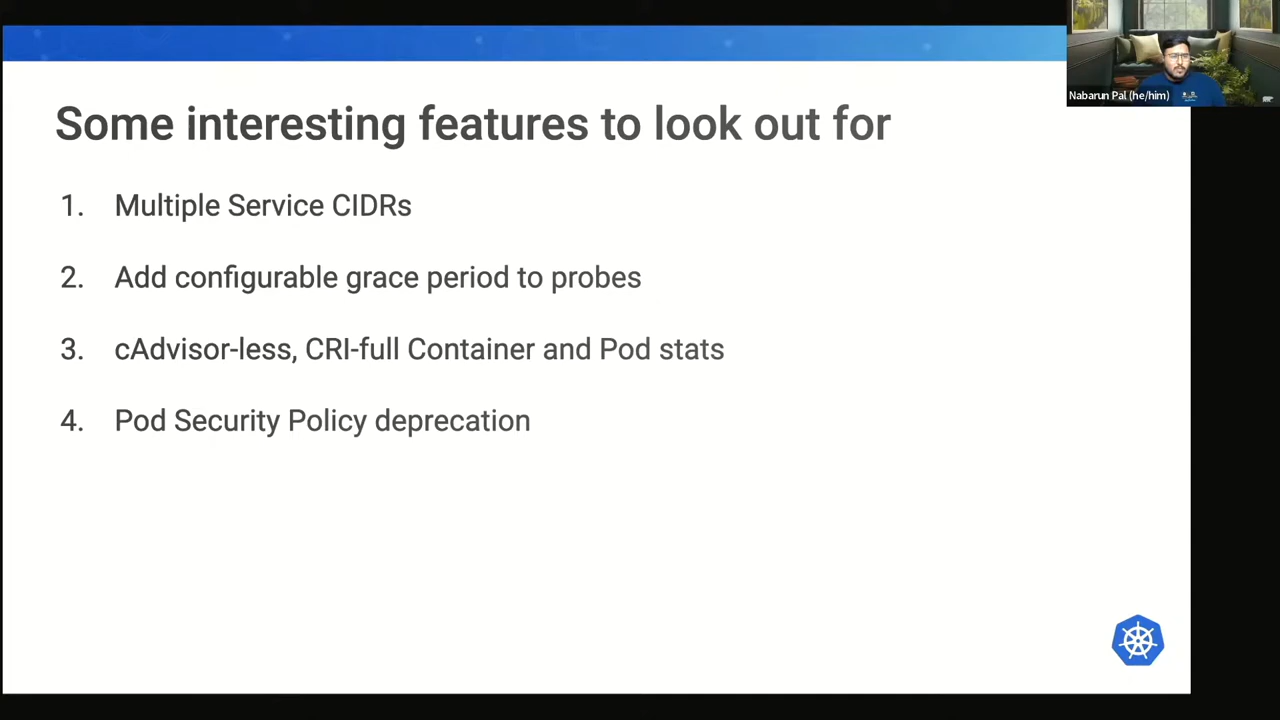 Nabarun Pal (he/him)
Some interesting features to look out for
1. Multiple Service CIDRs
2. Add configurable grace period to probes
3. cAdvisor-less, CRI-full Container and Pod stats
4. Pod Security Policy deprecation